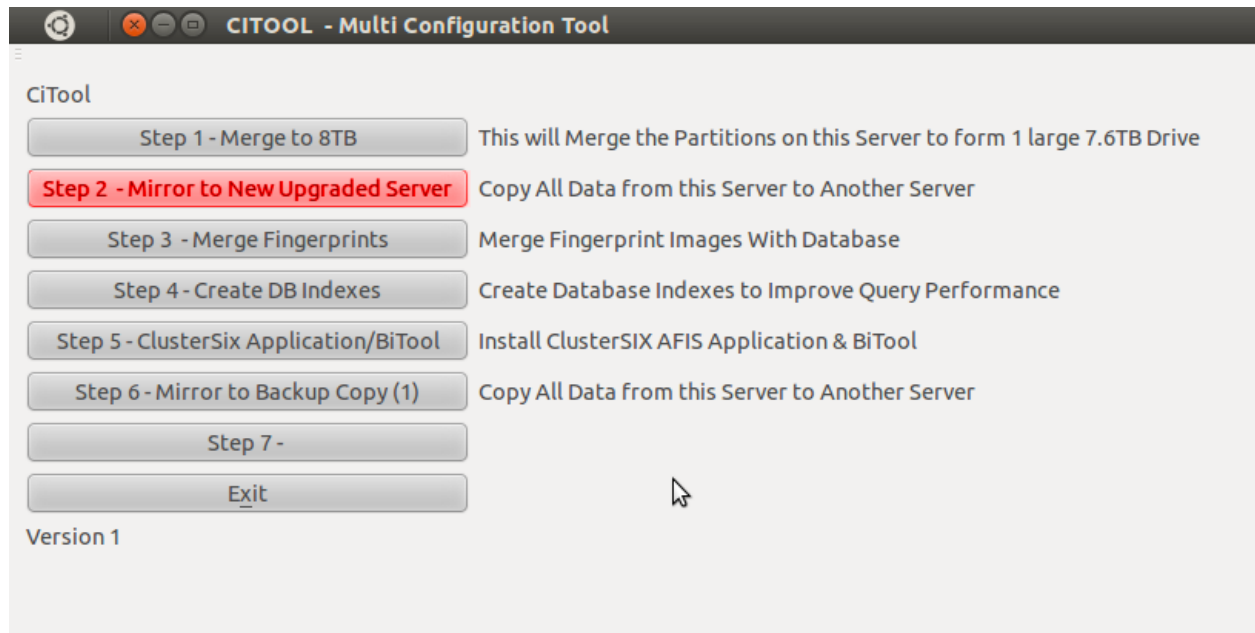 CITOOL - Multi Configuration Tool
CiTool
Step 1 - Merge to 8TB This will Merge the Partitions on this Server to form 1 large 7.6TB Drive
Step 2 - Mirror to New Upgraded Server Copy All Data from this Server to Another Server
Step 3 - Merge Fingerprints Merge Fingerprint Images With Database
Step 4 - Create DB Indexes Create Database Indexes to Improve Query Performance
Step 5 - ClusterSix Application/BiTool Install ClusterSIX AFIS Application & BiTool
Step 6 - Mirror to Backup Copy (1) Copy All Data from this Server to Another Server
Step 7 -
Exit
Version 1